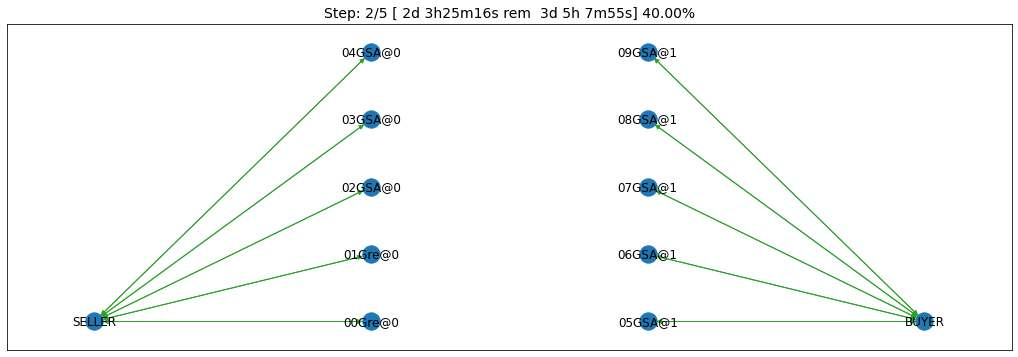 Step: 2/5 [ 2d 3h25m16s rem  3d 5h 7m55s] 40.00%
04GSA@0 09GSA@1
03GSA@0 08GSA@1
02GSA@0 07GSA@1
01Gre@0 06GSA@1
SELLER 00Gre@0 05GSA@1 BUYER